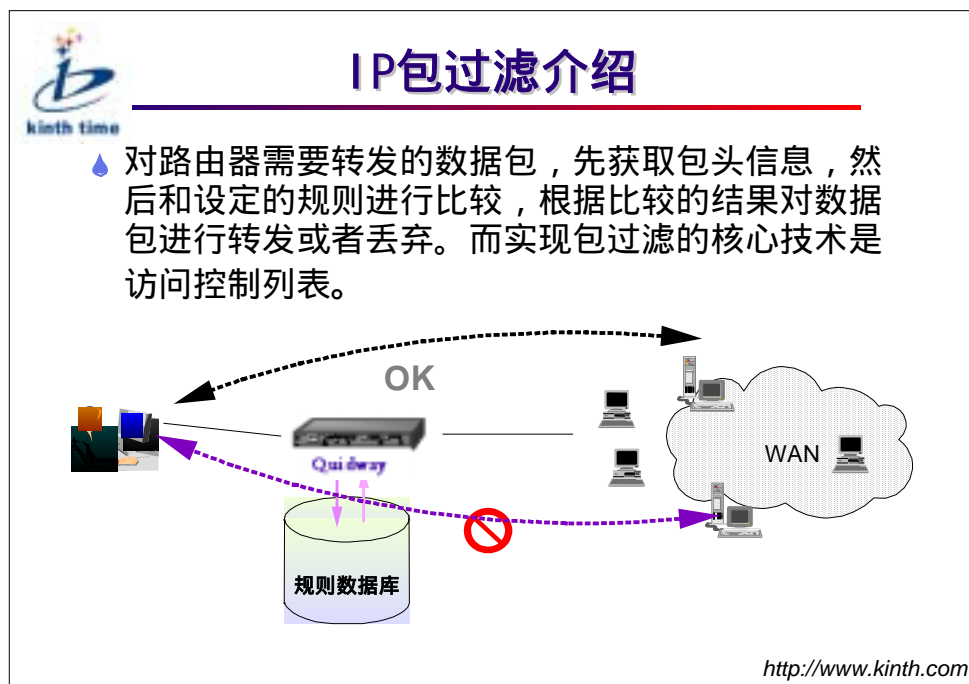 IP包过滤介绍
kinth time
对路由器需要转发的数据包，先获取包头信息，然
后和设定的规则进行比较，根据比较的结果对数据
包进行转发或者丢弃。而实现包过滤的核心技术是
访问控制列表。
OK
WAN
Quidway
规则数据库
http://www.kinth.com